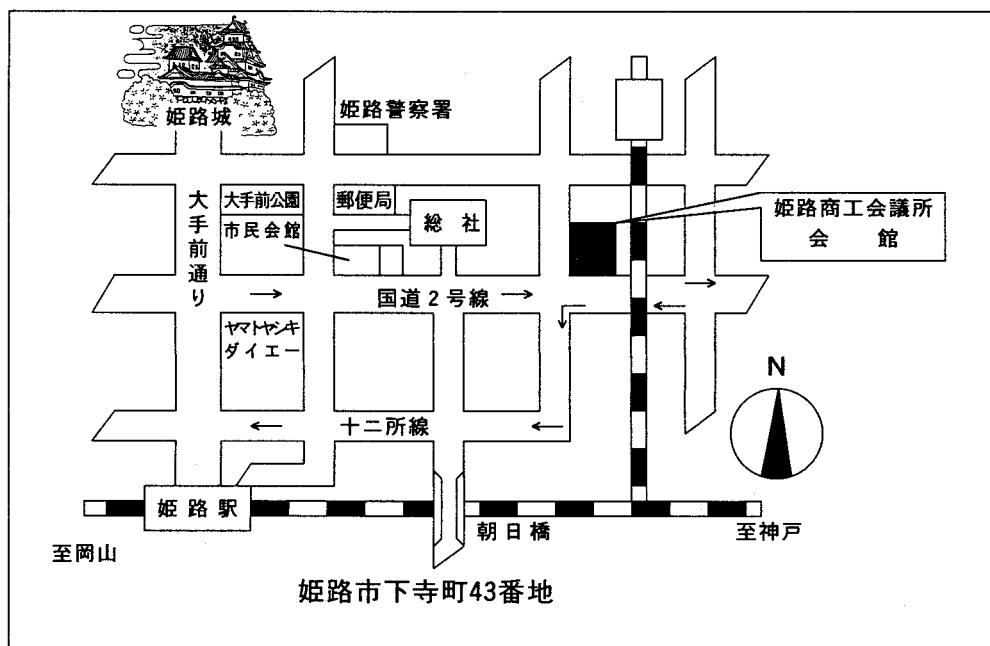 姫路城
姫路警察署
大手前公園
郵便局
総社
市民会館
姫路商工会議所
会館
大手前通り
国道2号線
ヤマトヤシキ
ダイエー
N
十二所線
姫路駅
朝日橋
至神戸
至岡山
姫路市下寺町43番地